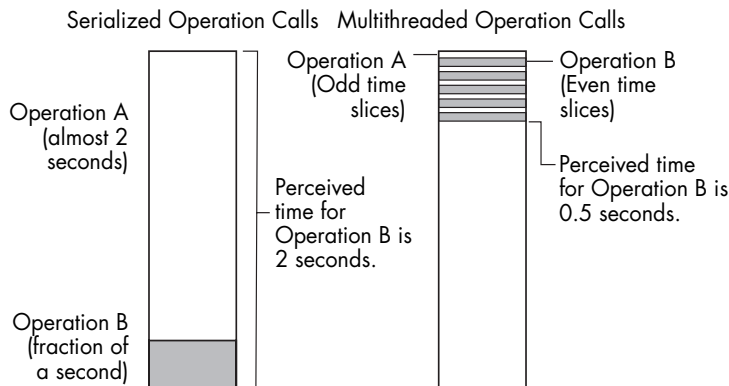 Serialized Operation Calls
Operation A
(almost 2
seconds)
Operation B
(fraction of
a second)
Perceived
time for
Operation B is
2 seconds.
Multithreaded Operation Calls
Operation A
(Odd time
slices)
Operation B
(Even time
slices)
Perceived time
for Operation B is
0.5 seconds.